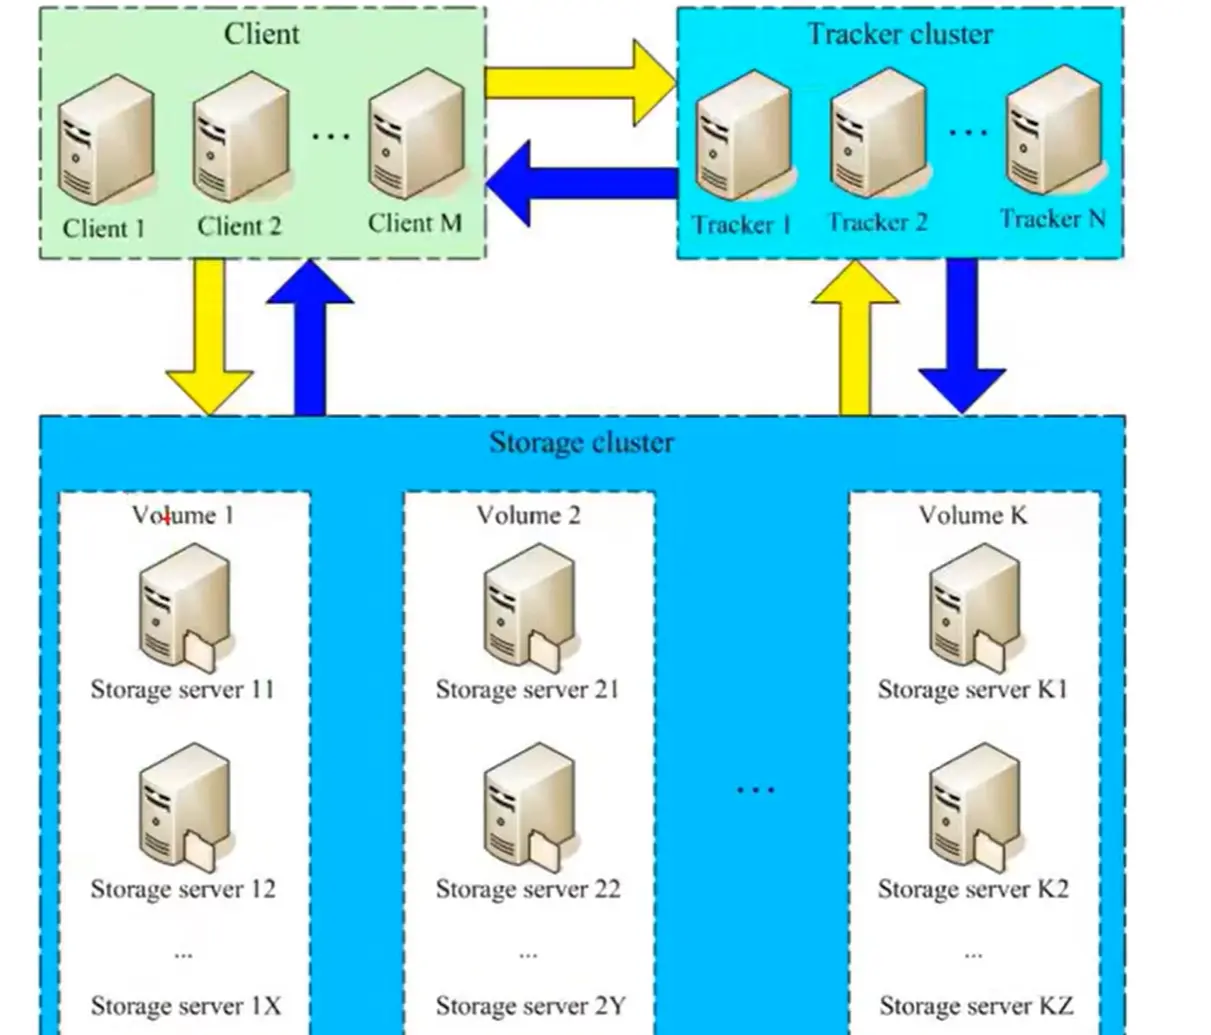 Client
Tracker cluster
...
...
Client 1
Client 2
Client M
Tracker 1
Tracker 2
Tracker N
Storage cluster
Volume 1
Volume 2
Volume K
Storage server 11
Storage server 21
Storage server K1
...
Storage server 12
Storage server 22
Storage server K2
...
...
...
Storage server 1X
Storage server 2Y
Storage server KZ